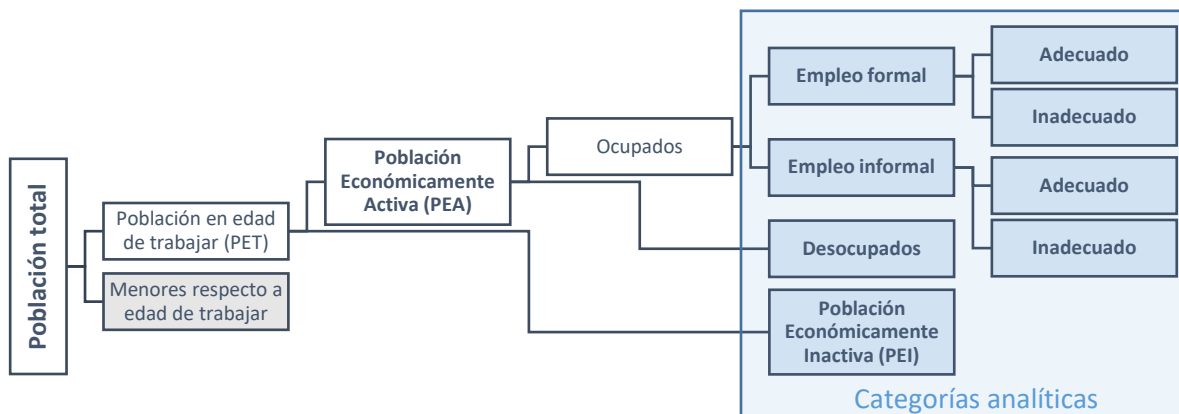 Población total
Población en edad
de trabajar (PET)
Menores respecto a
edad de trabajar
Población
Económicamente
Activa (PEA)
Ocupados
Empleo formal
Adecuado
Inadecuado
Empleo informal
Adecuado
Inadecuado
Desocupados
Población
Económicamente
Inactiva (PEI)
Categorías analíticas